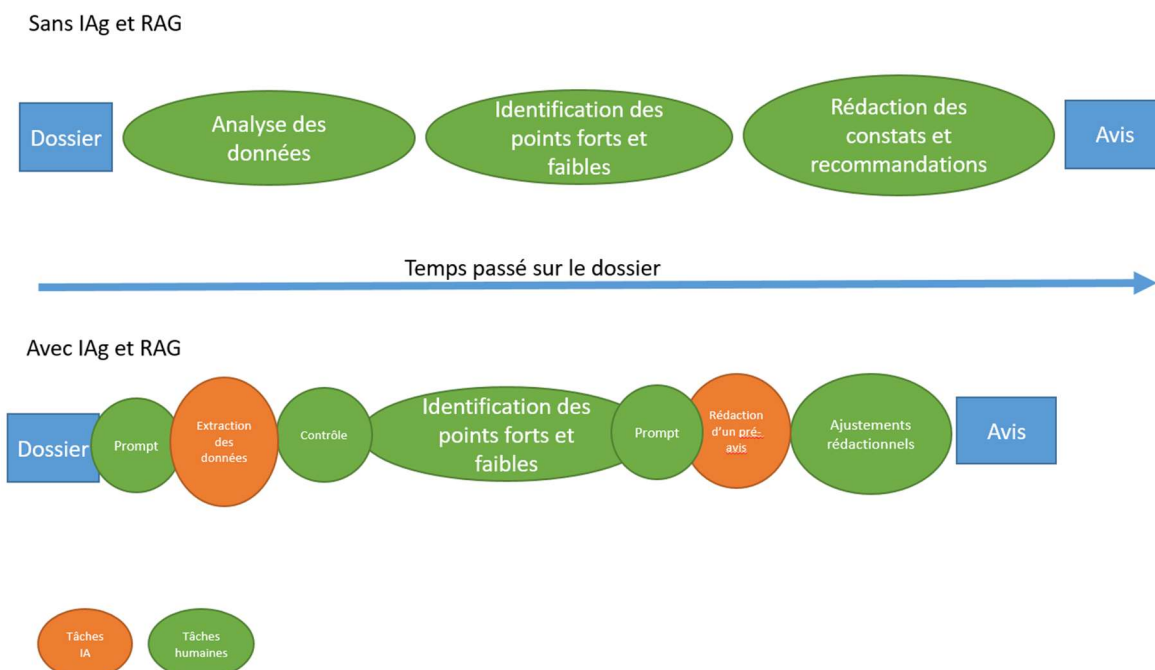 Sans IAg et RAG
Dossier
Analyse des
données
Identification des
points forts et
faibles
Rédaction des
constats et
recommandations
Avis
Temps passé sur le dossier
Avec IAg et RAG
Dossier
Prompt
Extraction
des
données
Contrôle
Identification des
points forts et
faibles
Prompt
Rédaction
d'un pré-
avis
Ajustements
rédactionnels
Avis
Tâches
IA
Tâches
humaines